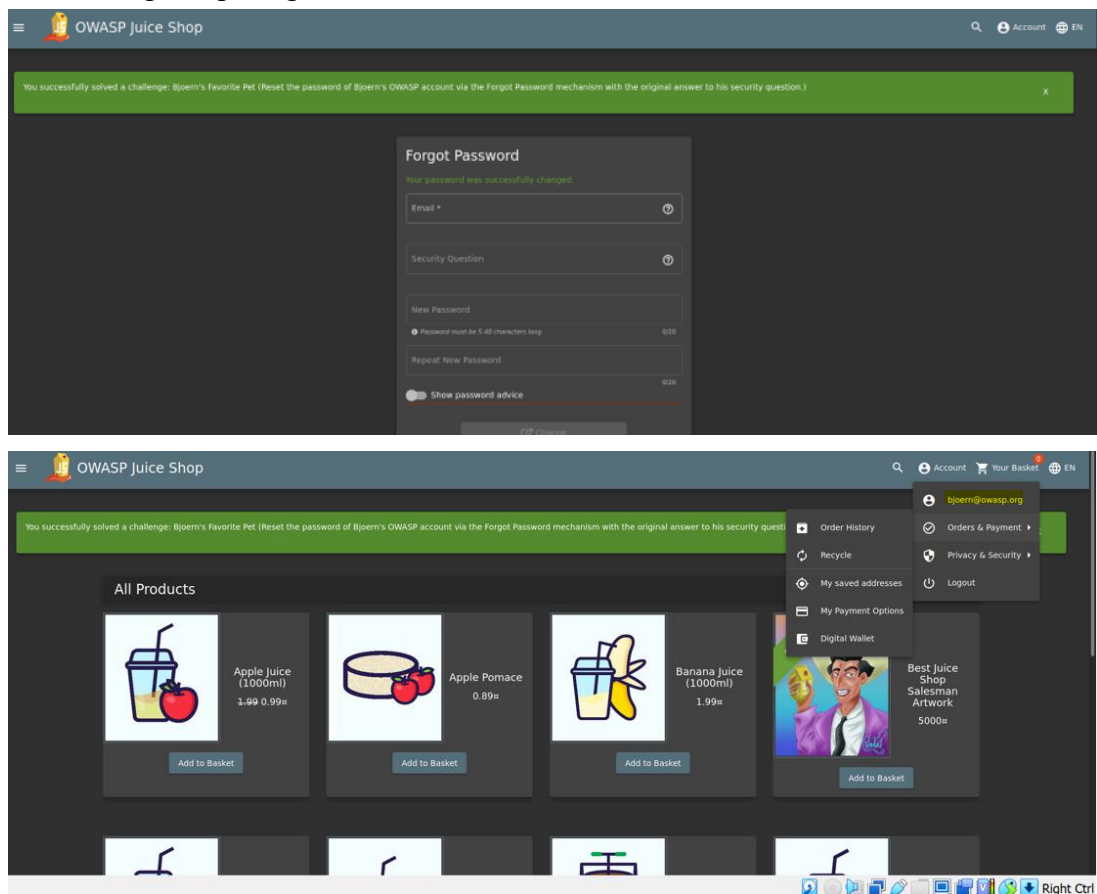 OWASP Juice Shop
Account
EN
You successfully solved a challenge: Bjoern's Favorite Pet (Reset the password of Bjoern's OWASP account via the Forgot Password mechanism with the original answer to his security question.)
X
Forgot Password
Your password was successfully changed.
Email *
Security Question
New Password
Password must be 5-40 characters long.
0/20
Repeat New Password
0/20
Show password advice
Change
OWASP Juice Shop
Account
Your Basket
0
EN
bjoern@owasp.org
You successfully solved a challenge: Bjoern's Favorite Pet (Reset the password of Bjoern's OWASP account via the Forgot Password mechanism with the original answer to his security questi
Order History
Orders & Payment
Recycle
Privacy & Security
My saved addresses
Logout
My Payment Options
Digital Wallet
All Products
Apple Juice
(1000ml)
1.99 0.99¤
Add to Basket
Apple Pomace
0.89¤
Add to Basket
Banana Juice
(1000ml)
1.99¤
Add to Basket
Best Juice
Shop
Salesman
Artwork
5000¤
Add to Basket
Right Ctrl